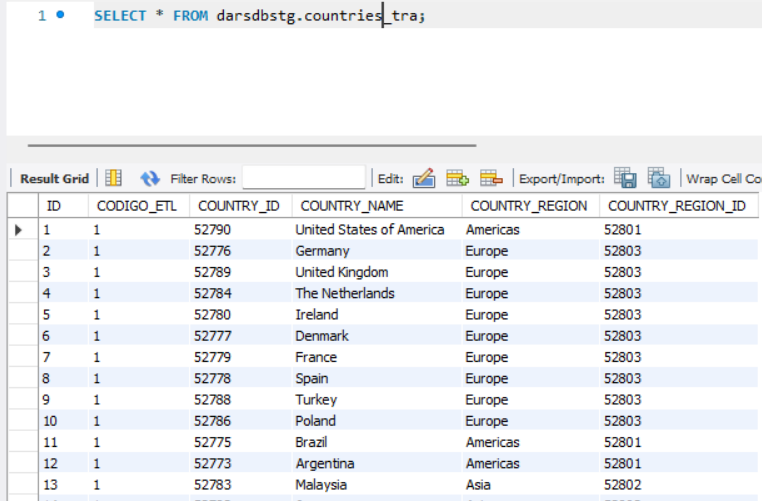 1 SELECT * FROM darsdbstg.countries_tra;
Result Grid Filter Rows: Edit: Export/Import: Wrap Cell Co
ID CODIGO_ETL COUNTRY_ID COUNTRY_NAME COUNTRY_REGION COUNTRY_REGION_ID
1 1 52790 United States of America Americas 52801
2 1 52776 Germany Europe 52803
3 1 52789 United Kingdom Europe 52803
4 1 52784 The Netherlands Europe 52803
5 1 52780 Ireland Europe 52803
6 1 52777 Denmark Europe 52803
7 1 52779 France Europe 52803
8 1 52778 Spain Europe 52803
9 1 52788 Turkey Europe 52803
10 1 52786 Poland Europe 52803
11 1 52775 Brazil Americas 52801
12 1 52773 Argentina Americas 52801
13 1 52783 Malaysia Asia 52802